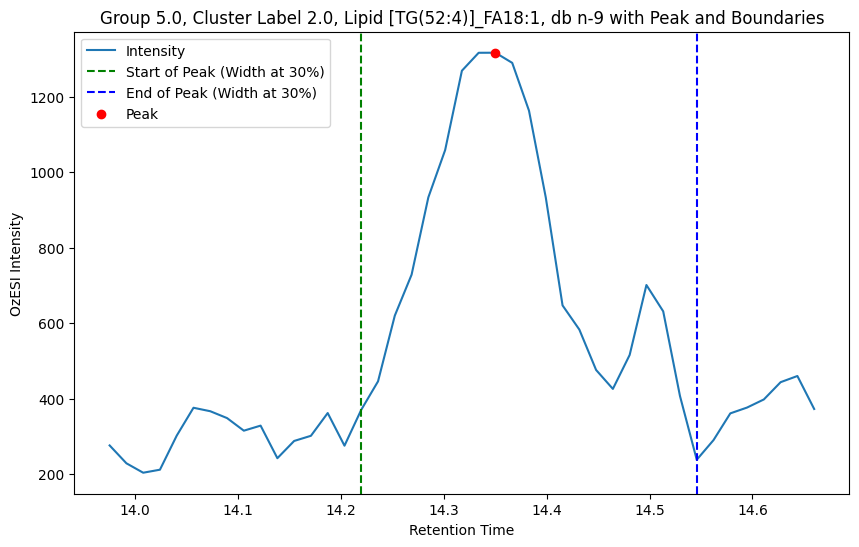 Group 5.0, Cluster Label 2.0, Lipid [TG(52:4)]_FA18:1, db n-9 with Peak and Boundaries
Intensity
Start of Peak (Width at 30%)
End of Peak (Width at 30%)
Peak
OzESI Intensity
1200
1000
800
600
400
200
14.0 14.1 14.2 14.3 14.4 14.5 14.6
Retention Time